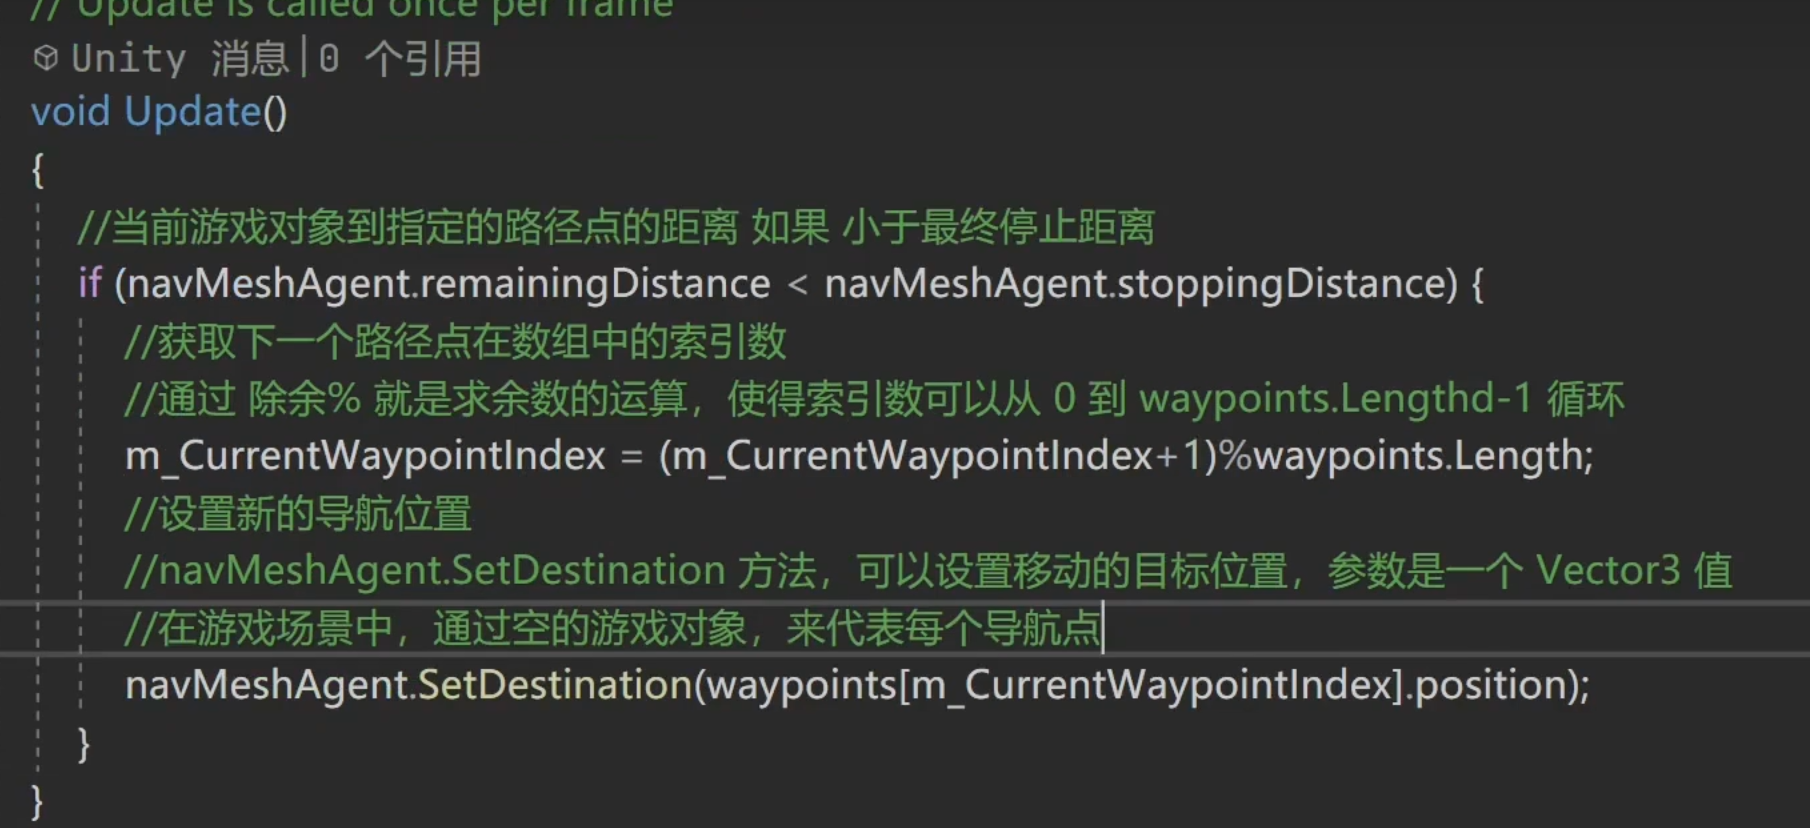 // Update is called once per frame
Unity 消息|0 个引用
void Update()
{
//当前游戏对象到指定的路径点的距离 如果 小于最终停止距离
if (navMeshAgent.remainingDistance < navMeshAgent.stoppingDistance) {
//获取下一个路径点在数组中的索引数
//通过 除余% 就是求余数的运算，使得索引数可以从 0 到 waypoints.Lengthd-1 循环
m_CurrentWaypointIndex = (m_CurrentWaypointIndex+1)%waypoints.Length;
//设置新的导航位置
//navMeshAgent.SetDestination 方法，可以设置移动的目标位置，参数是一个 Vector3 值
//在游戏场景中，通过空的游戏对象，来代表每个导航点
navMeshAgent.SetDestination(waypoints[m_CurrentWaypointIndex].position);
}
}